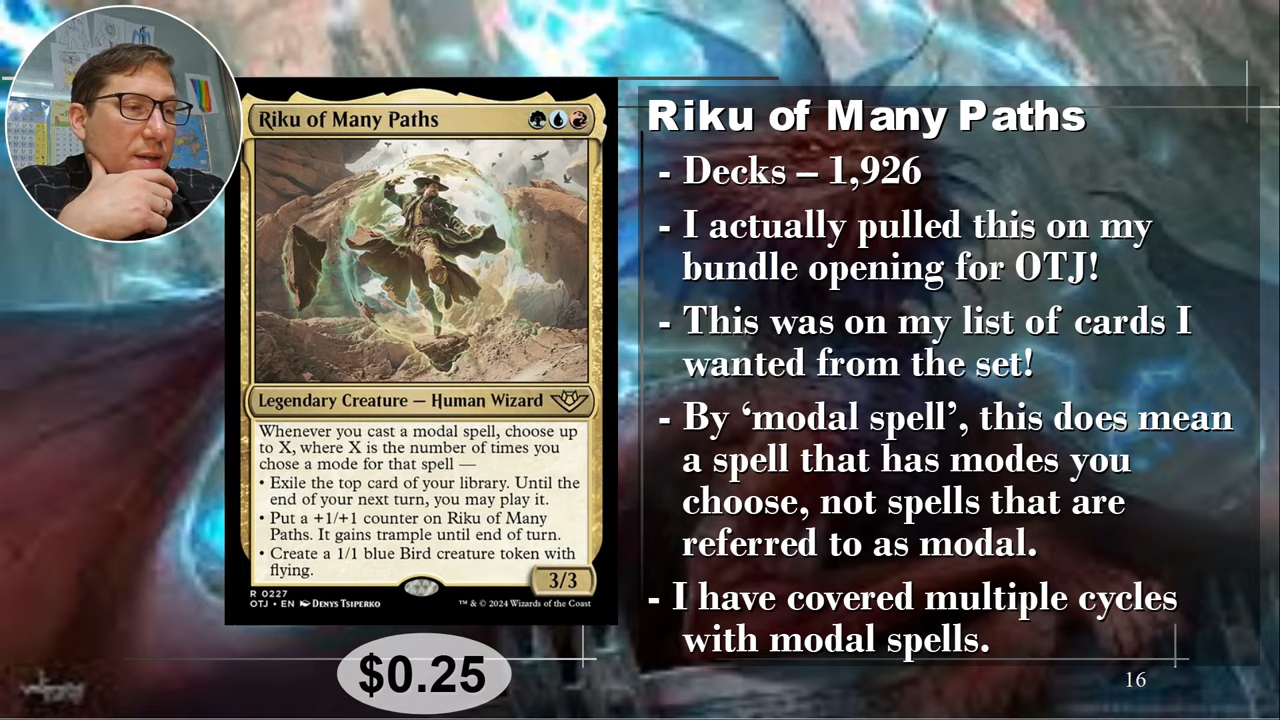 Riku of Many Paths
Legendary Creature — Human Wizard
Whenever you cast a modal spell, choose up
to X, where X is the number of times you
chose a mode for that spell —
• Exile the top card of your library. Until the
end of your next turn, you may play it.
• Put a +1/+1 counter on Riku of Many
Paths. It gains trample until end of turn.
• Create a 1/1 blue Bird creature token with
flying.
3/3
R 0227
OTJ • EN Denys Tsiperko
™ & © 2024 Wizards of the Coast
$0.25
Riku of Many Paths
- Decks – 1,926
- I actually pulled this on my
bundle opening for OTJ!
- This was on my list of cards I
wanted from the set!
- By ‘modal spell’, this does mean
a spell that has modes you
choose, not spells that are
referred to as modal.
- I have covered multiple cycles
with modal spells.
16